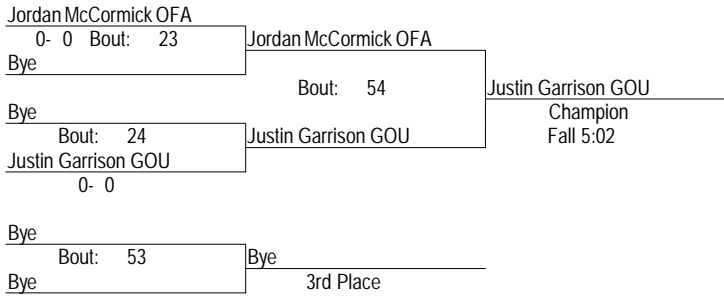 Jordan McCormick OFA
0- 0 Bout: 23
Jordan McCormick OFA
Bye
Bout: 54
Justin Garrison GOU
Bye
Champion
Bout: 24
Justin Garrison GOU
Fall 5:02
Justin Garrison GOU
0- 0
Bye
Bout: 53
Bye
Bye
3rd Place